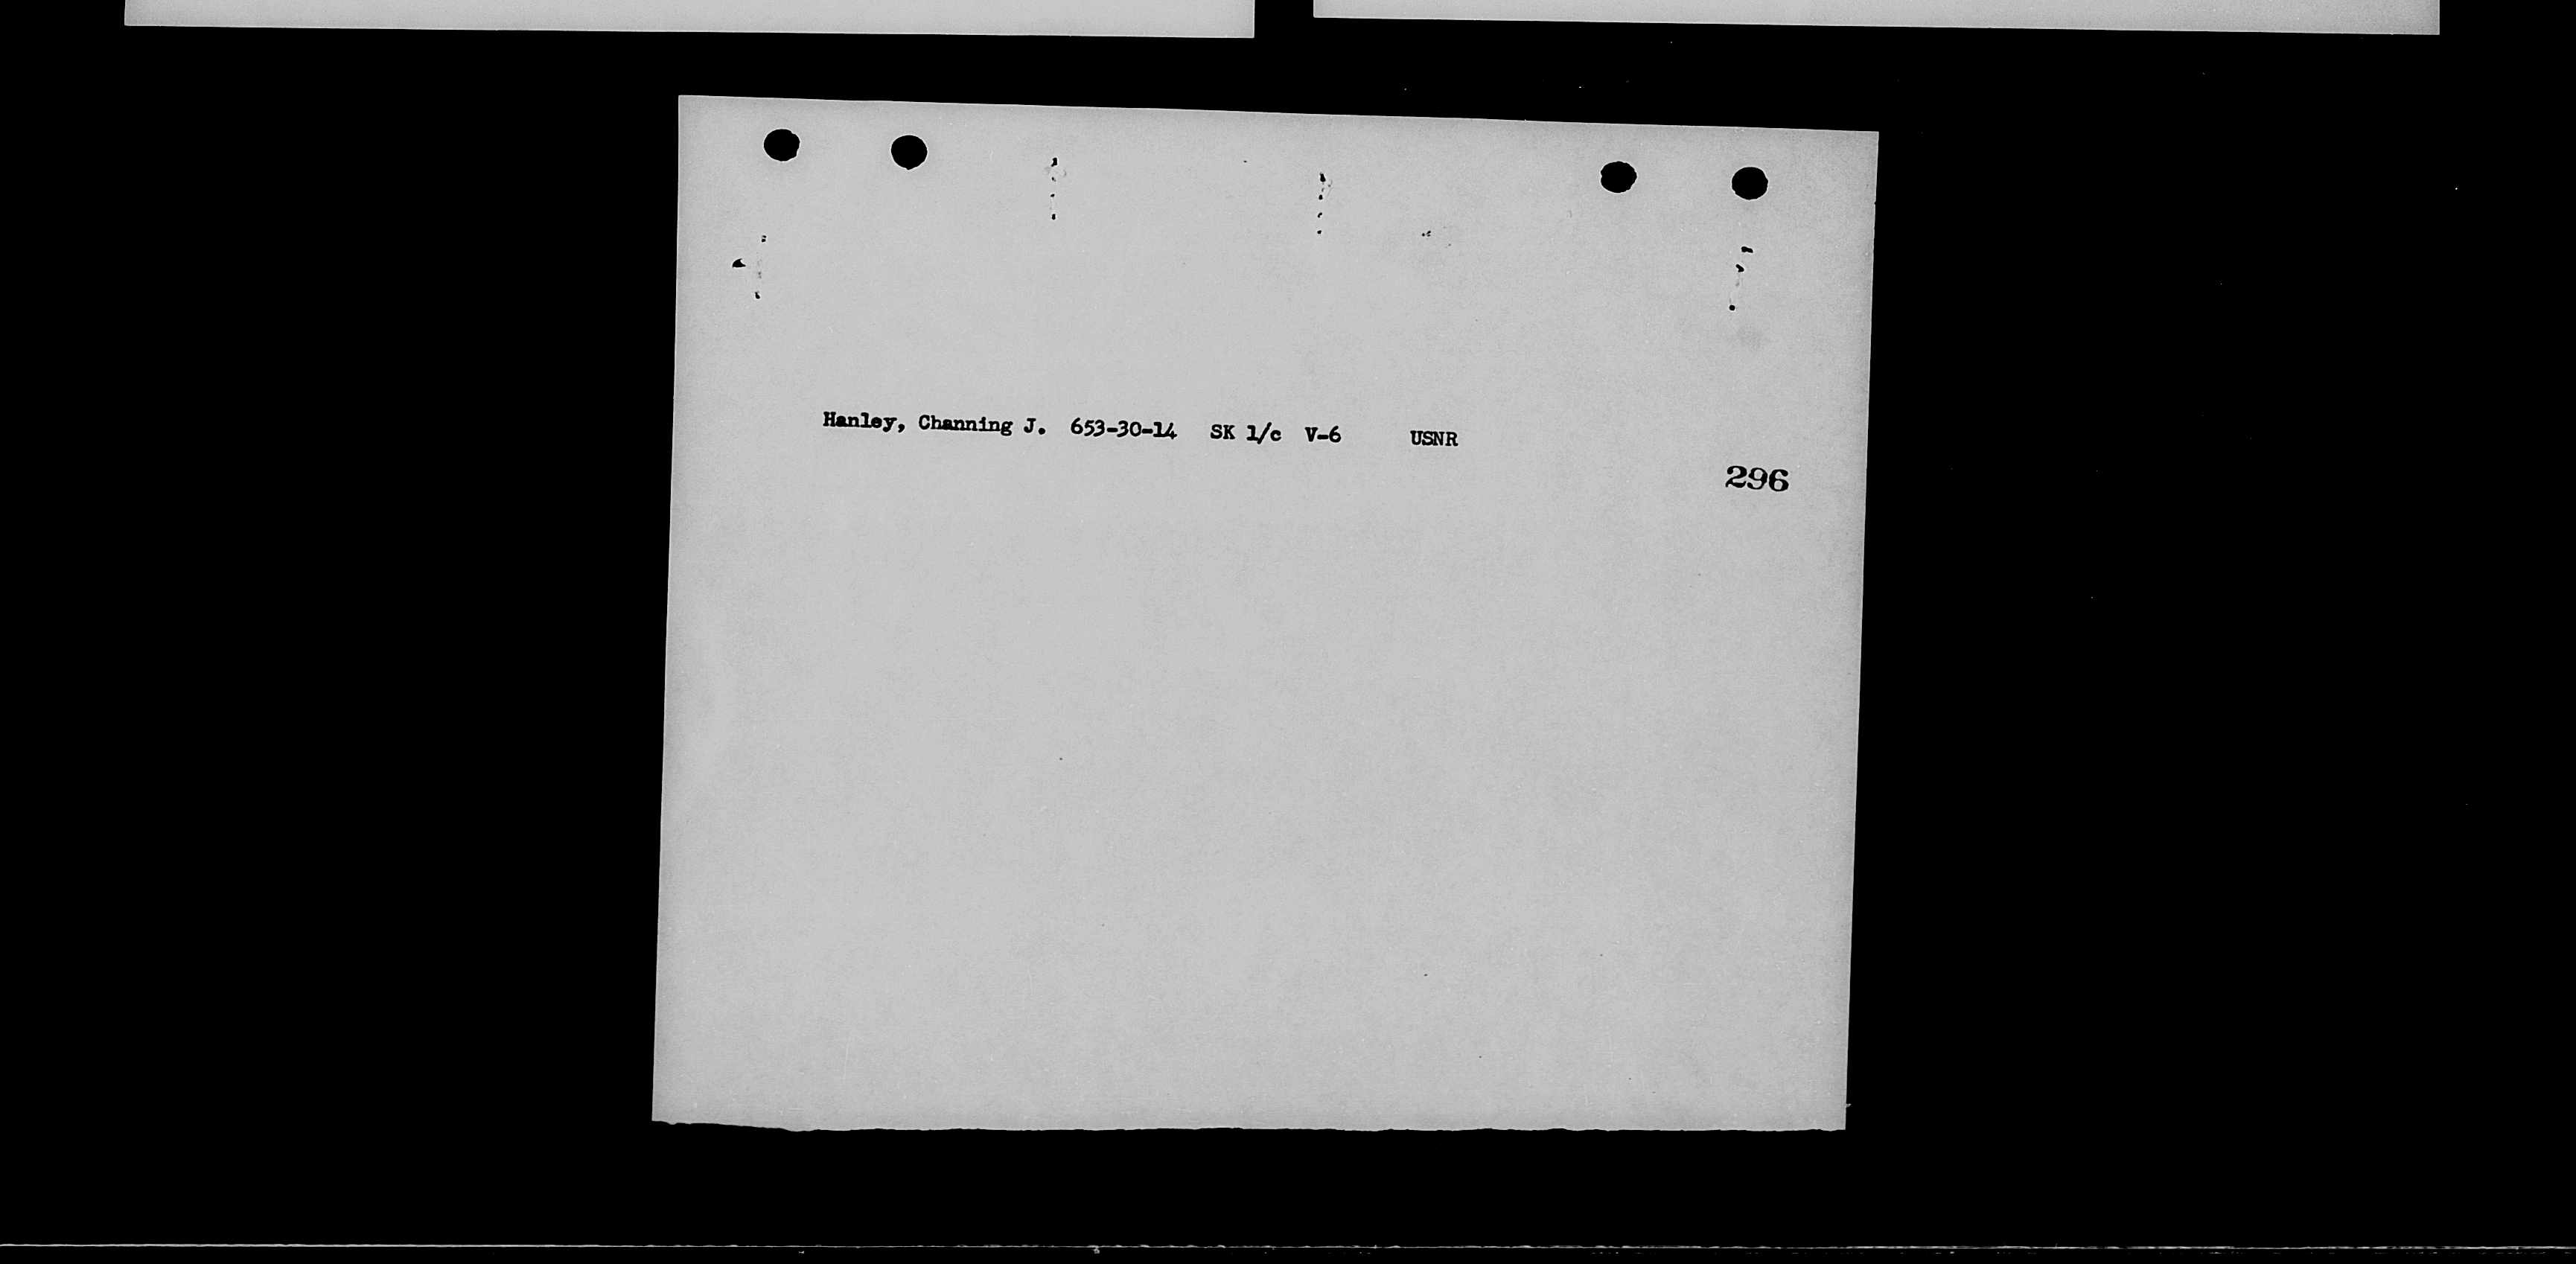 Hanley, Channing J. 653-30-14 SK 1/c V-6 USNR
296